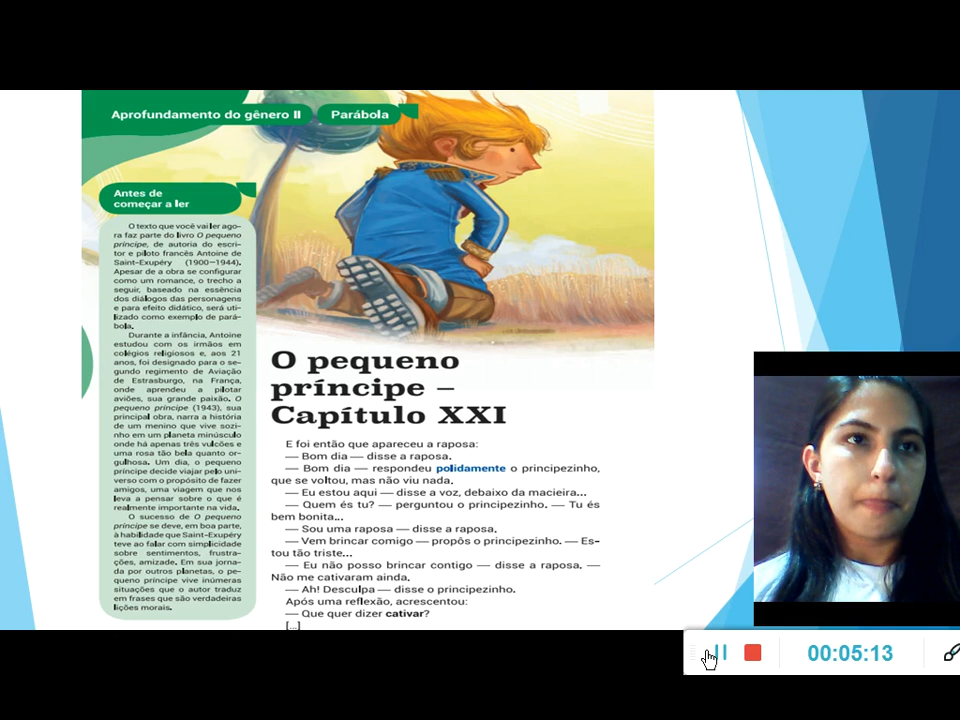 Aprofundamento do gênero II Parábola
Antes de
começar a ler
O texto que você vai ler ago-
ra faz parte do livro O pequeno
príncipe, de autoria do escri-
tor e piloto francês Antoine de
Saint-Exupéry (1900–1944).
Apesar de a obra se configurar
como um romance, o trecho a
seguir, baseado na essência
dos diálogos das personagens
e para efeito didático, será uti-
lizado como exemplo de pará-
bola.
Durante a infância, Antoine
estudou com os irmãos em
colégios religiosos e, aos 21
anos, foi designado para o se-
gundo regimento de Aviação
de Estrasburgo, na França,
onde aprendeu a pilotar
aviões, sua grande paixão. O
pequeno príncipe (1943), sua
principal obra, narra a história
de um menino que vive sozi-
nho em um planeta minúsculo
onde há apenas três vulcões e
uma rosa tão bela quanto or-
gulhosa. Um dia, o pequeno
príncipe decide viajar pelo uni-
verso com o propósito de fazer
amigos, uma viagem que nos
leva a pensar sobre o que é
realmente importante na vida.
O sucesso de O pequeno
príncipe se deve, em boa parte,
à habilidade que Saint-Exupéry
teve ao falar com simplicidade
sobre sentimentos, frustra-
ções, amizade. Em sua jorna-
da por outros planetas, o pe-
queno príncipe vive inúmeras
situações que o autor traduz
em frases que são verdadeiras
lições morais.
O pequeno
príncipe –
Capítulo XXI
E foi então que apareceu a raposa:
— Bom dia — disse a raposa.
— Bom dia — respondeu polidamente o principezinho,
que se voltou, mas não viu nada.
— Eu estou aqui — disse a voz, debaixo da macieira...
— Quem és tu? — perguntou o principezinho. — Tu és
bem bonita...
— Sou uma raposa — disse a raposa.
— Vem brincar comigo — propôs o principezinho. — Es-
tou tão triste...
— Eu não posso brincar contigo — disse a raposa. —
Não me cativaram ainda.
— Ah! Desculpa — disse o principezinho.
Após uma reflexão, acrescentou:
— Que quer dizer cativar?
[...]
00:05:13